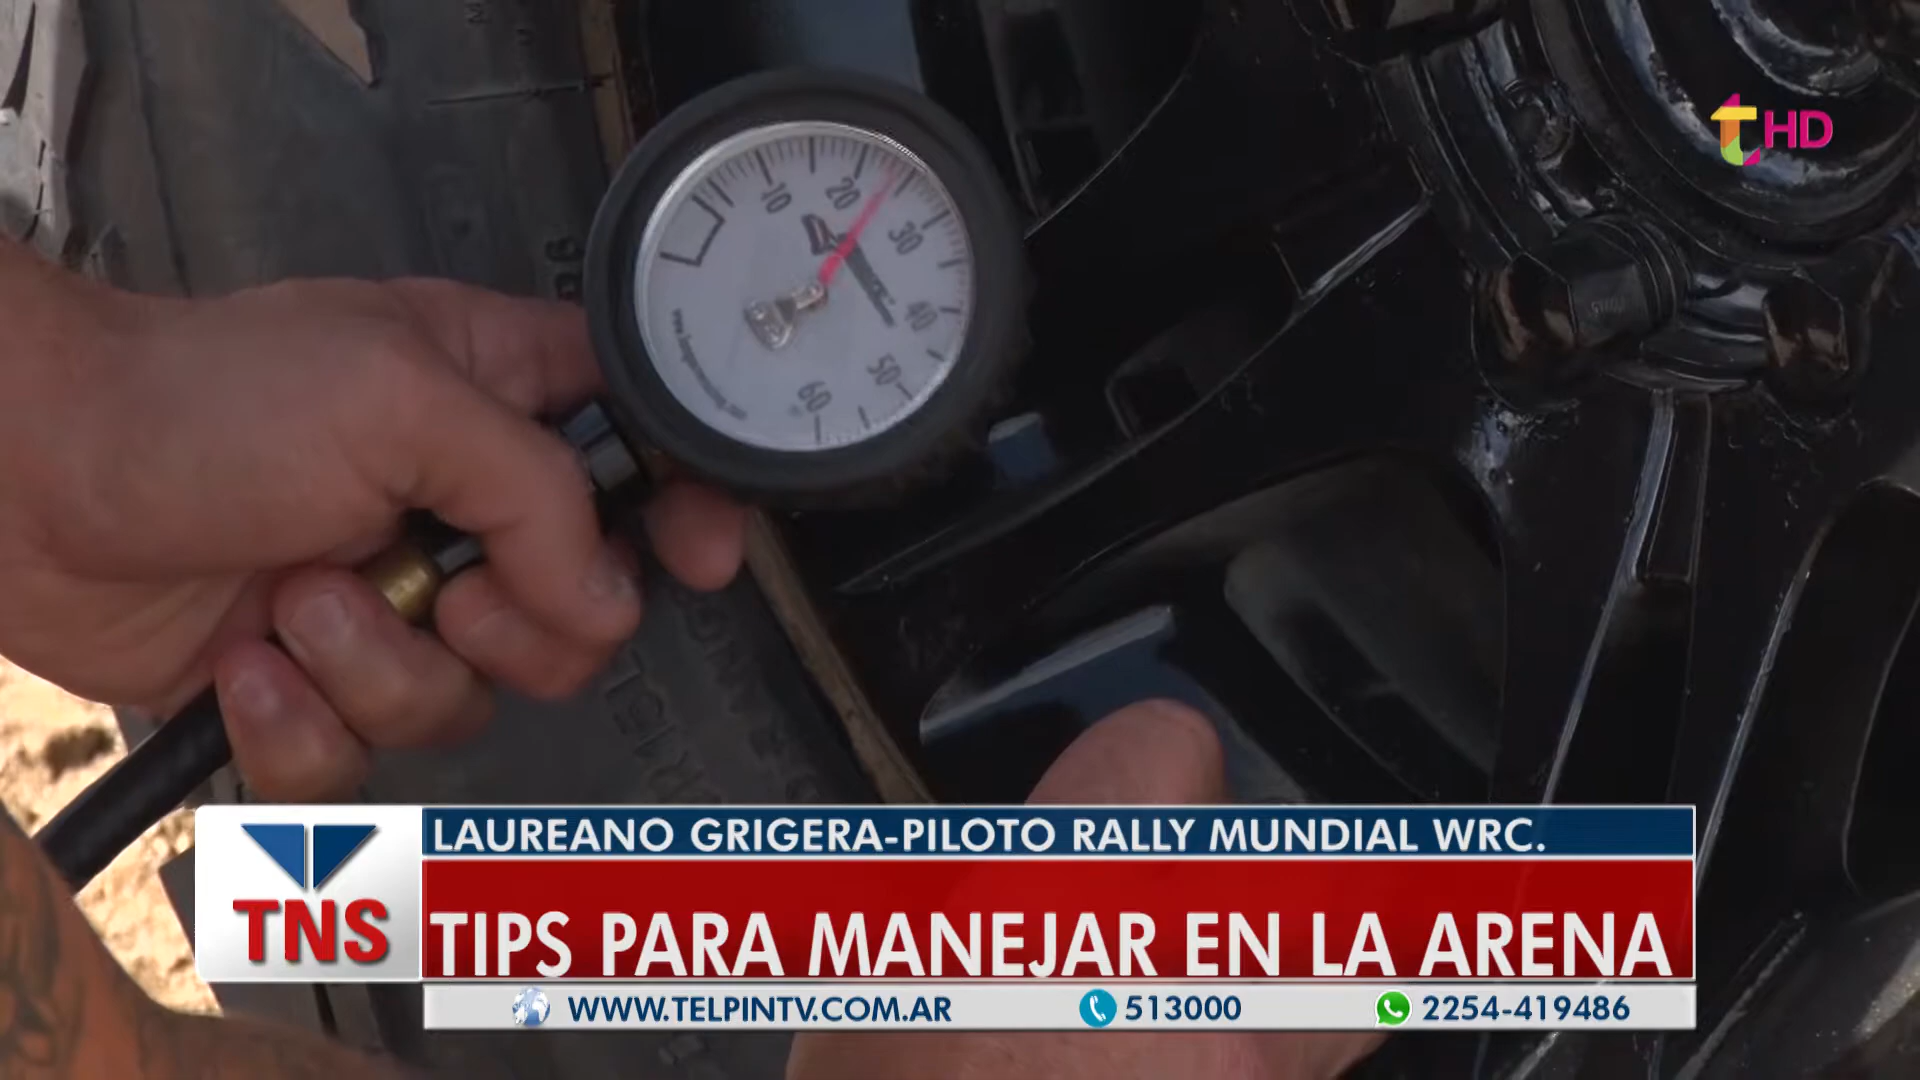 HD
10
20
30
40
50
60
LAUREANO GRIGERA-PILOTO RALLY MUNDIAL WRC.
TNS
TIPS PARA MANEJAR EN LA ARENA
WWW.TELPINTV.COM.AR 513000 2254-419486